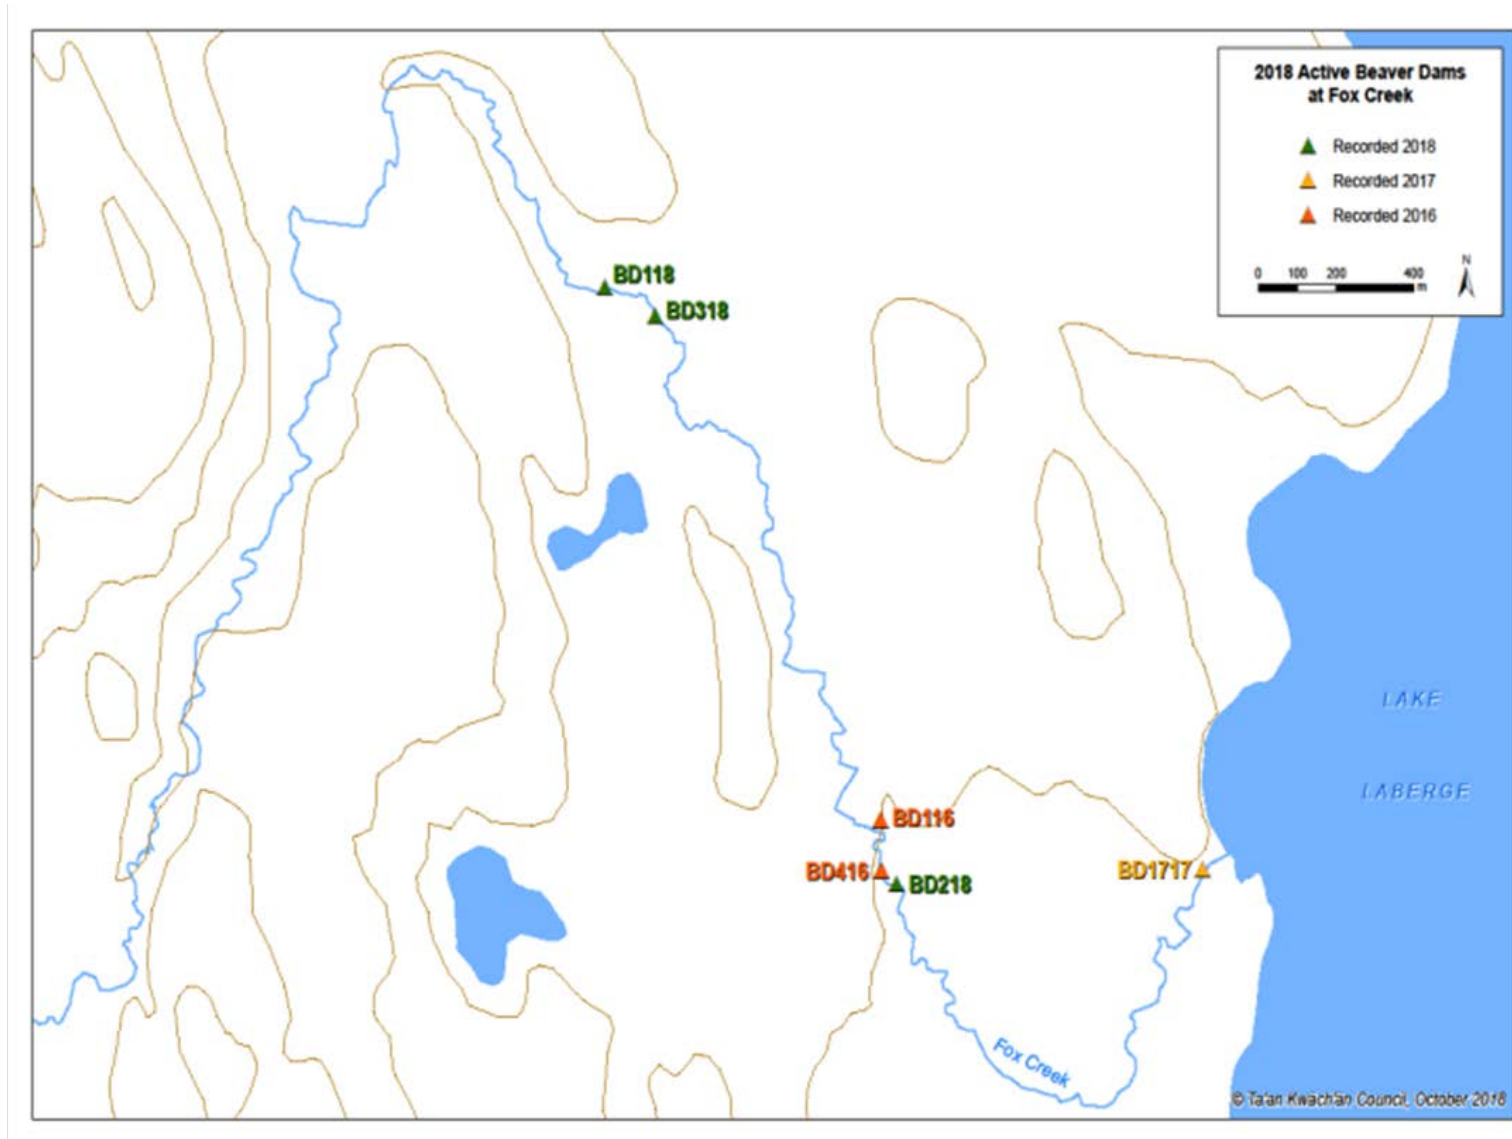 2018 Active Beaver Dams
at Fox Creek
Recorded 2018
Recorded 2017
Recorded 2016
0 100 200 400
m
N
BD118
BD318
LAKE
LABERGE
BD116
BD416
BD218
BD1717
Fox Creek
© Ta'an Kwach'an Council, October 2018